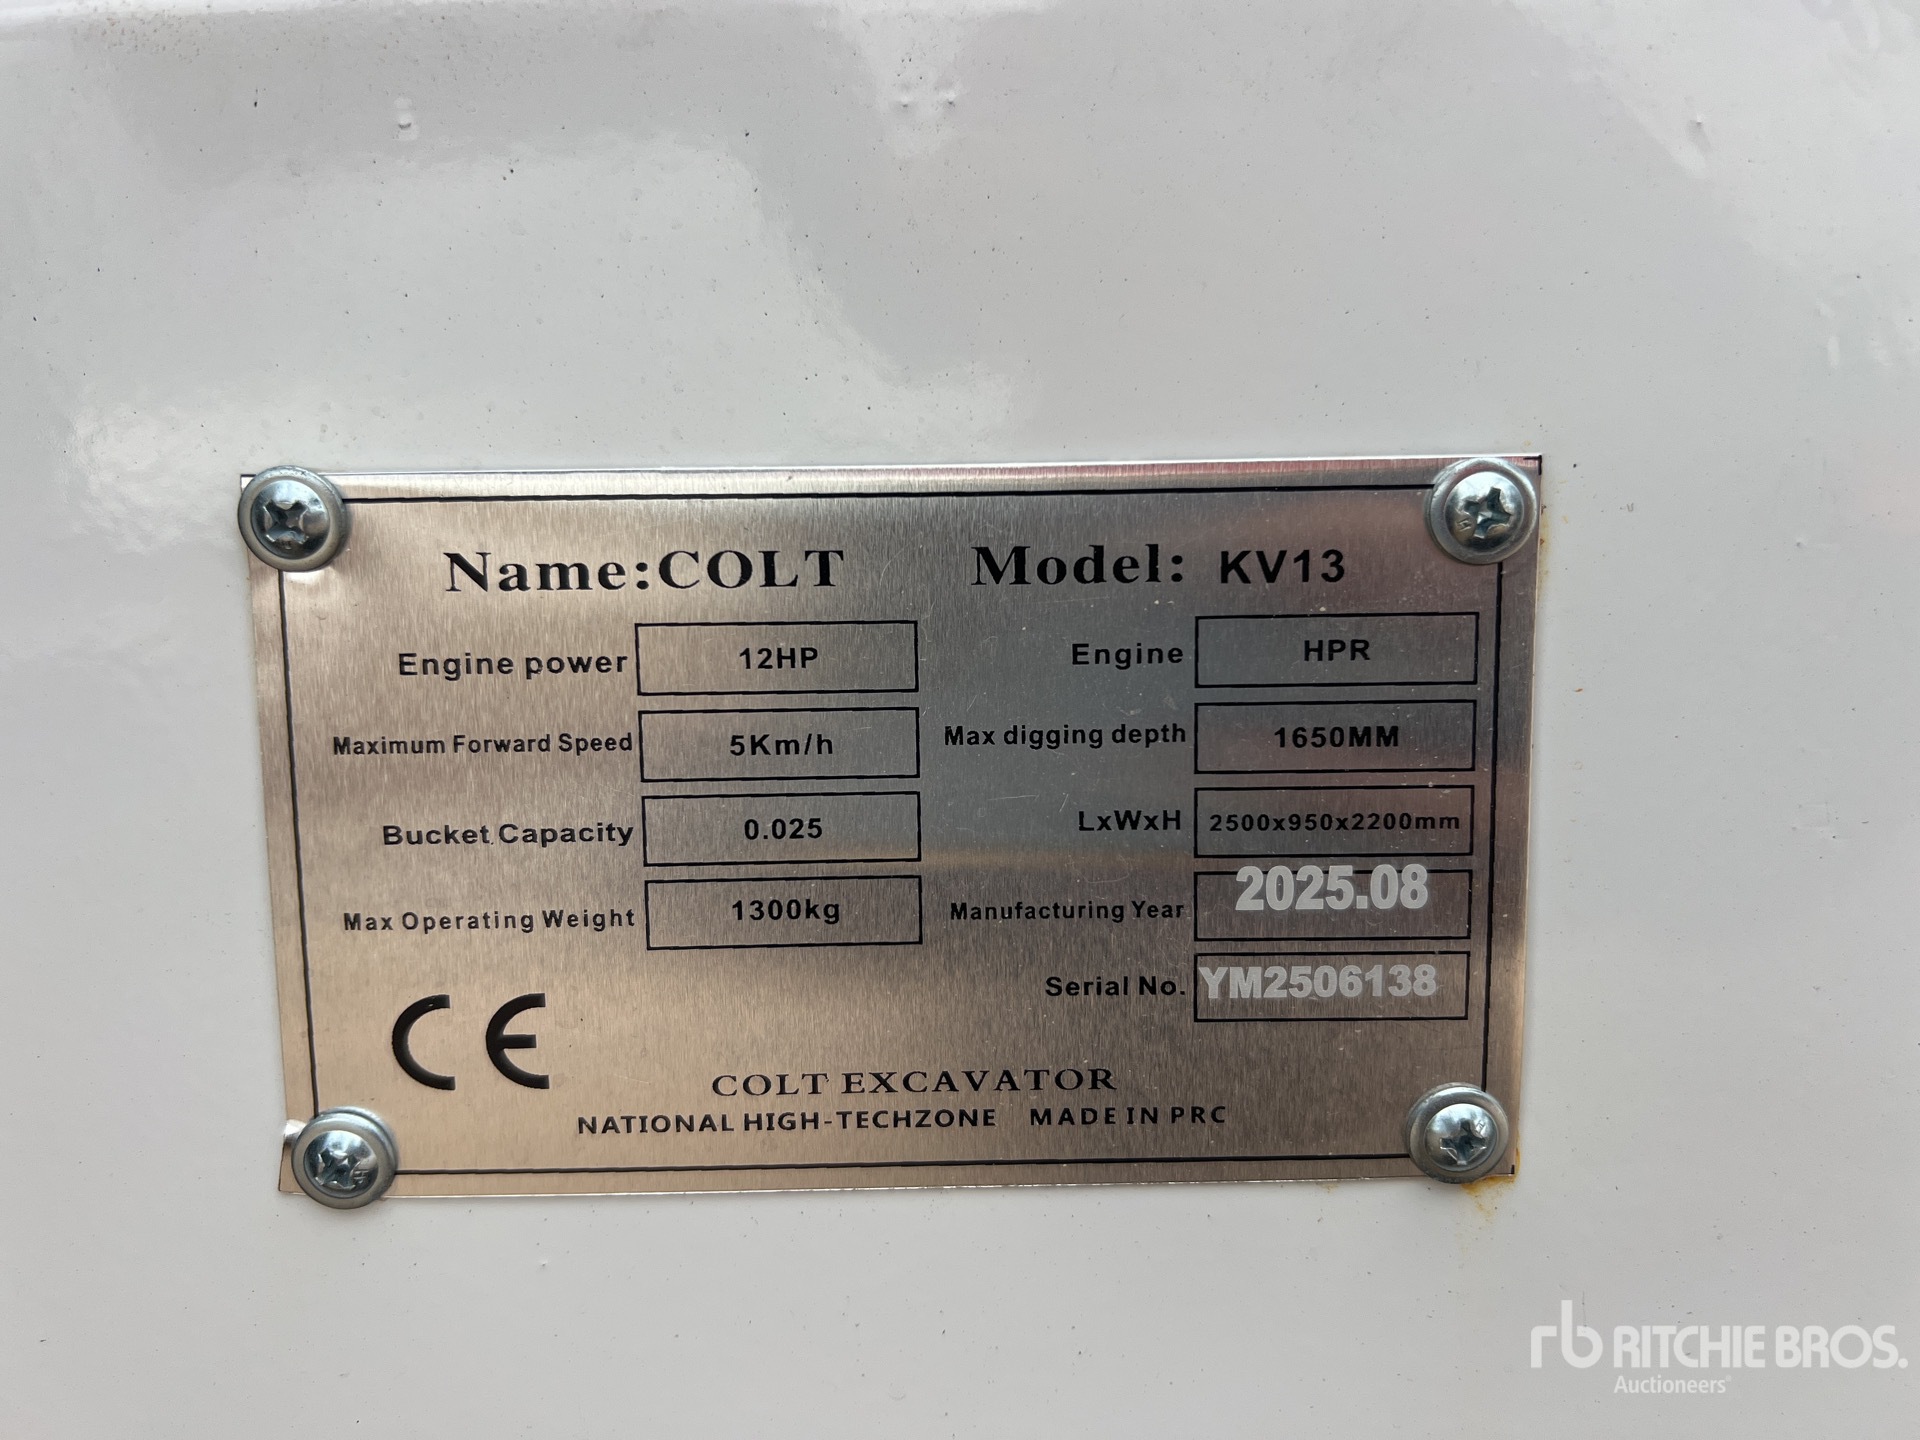 Name:COLT Model: KV13
Engine power 12HP Engine HPR
Maximum Forward Speed 5Km/h Max digging depth 1650MM
Bucket Capacity 0.025 LxWxH 2500x950x2200mm
Max Operating Weight 1300kg Manufacturing Year 2025.08
Serial No. YM2506138
CE
COLT EXCAVATOR
NATIONAL HIGH-TECHZONE MADE IN PRC
rb RITCHIE BROS.
Auctioneers